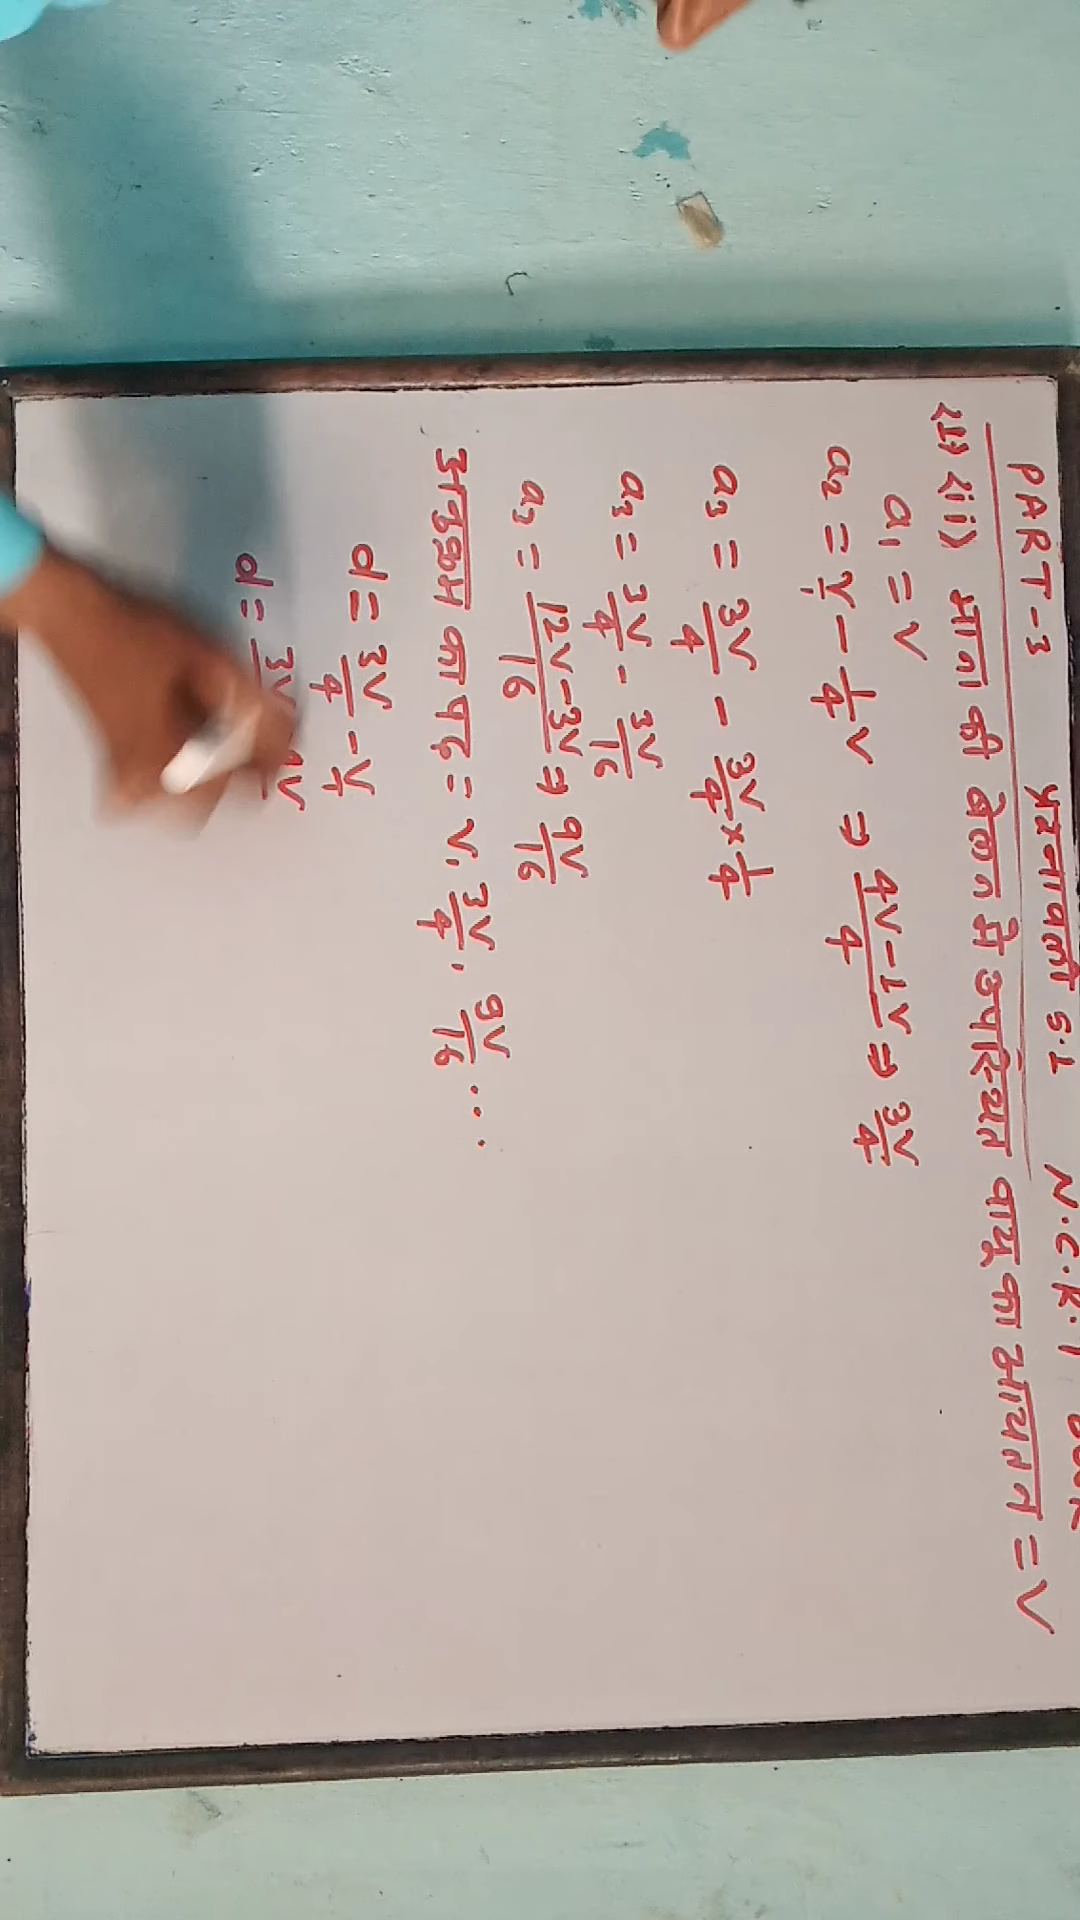 PART-3 प्रश्नावली 5.1 N.C.R.T
<1> <ii> माना की बेलन मे उपस्थित वायु का आयतन = V
a₁ = V
a₂ = V/1 - 1/4 V ⇒ 4V-1V/4 ⇒ 3V/4
a₃ = 3V/4 - 3V/4 × 1/4
a₃ = 3V/4 - 3V/16
a₃ = 12V-3V/16 ⇒ 9V/16
अनुक्रम का पद = V, 3V/4, 9V/16 ...
d = 3V/4 - V/1
d =